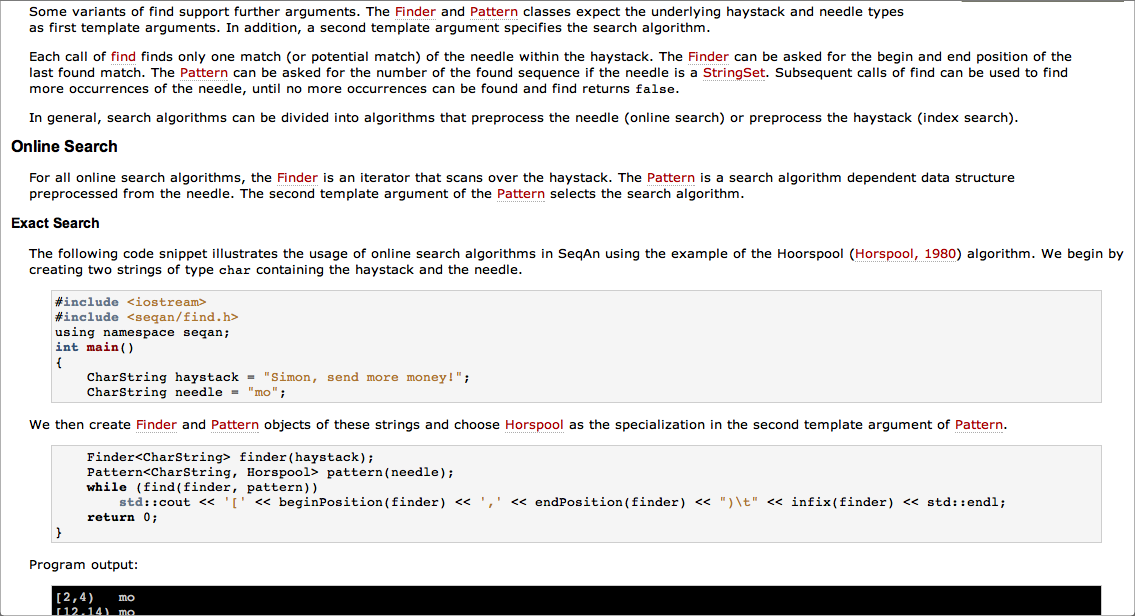 Some variants of find support further arguments. The Finder and Pattern classes expect the underlying haystack and needle types
as first template arguments. In addition, a second template argument specifies the search algorithm.
Each call of find finds only one match (or potential match) of the needle within the haystack. The Finder can be asked for the begin and end position of the
last found match. The Pattern can be asked for the number of the found sequence if the needle is a StringSet. Subsequent calls of find can be used to find
more occurrences of the needle, until no more occurrences can be found and find returns false.
In general, search algorithms can be divided into algorithms that preprocess the needle (online search) or preprocess the haystack (index search).
Online Search
For all online search algorithms, the Finder is an iterator that scans over the haystack. The Pattern is a search algorithm dependent data structure
preprocessed from the needle. The second template argument of the Pattern selects the search algorithm.
Exact Search
The following code snippet illustrates the usage of online search algorithms in SeqAn using the example of the Hoorspool (Horspool, 1980) algorithm. We begin by
creating two strings of type char containing the haystack and the needle.
#include <iostream>
#include <seqan/find.h>
using namespace seqan;
int main()
{
    CharString haystack = "Simon, send more money!";
    CharString needle = "mo";
We then create Finder and Pattern objects of these strings and choose Horspool as the specialization in the second template argument of Pattern.
    Finder<CharString> finder(haystack);
    Pattern<CharString, Horspool> pattern(needle);
    while (find(finder, pattern))
        std::cout << '[' << beginPosition(finder) << ',' << endPosition(finder) << ")\t" << infix(finder) << std::endl;
    return 0;
}
Program output:
[2,4)   mo
[12,14) mo